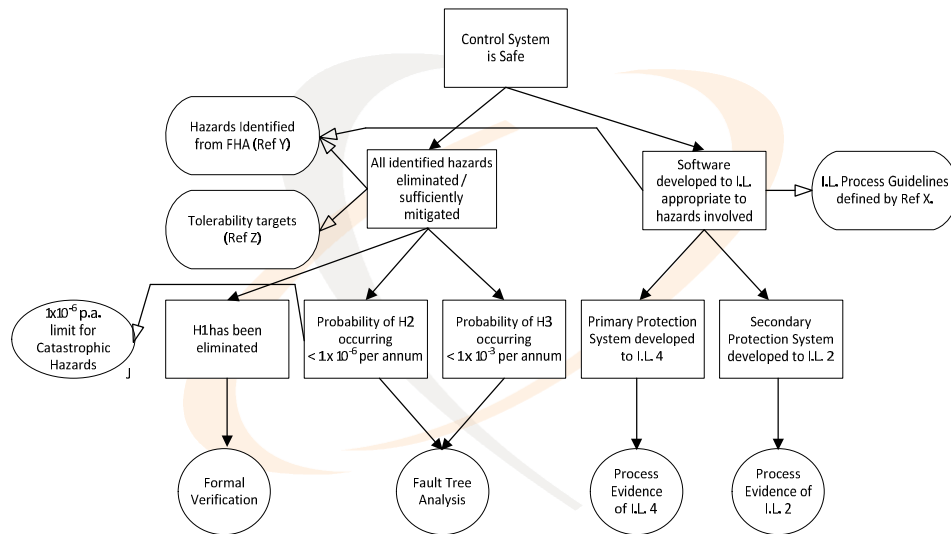 Control System
is Safe
Hazards Identified
from FHA (Ref Y)
All identified hazards
eliminated /
sufficiently
mitigated
Software
developed to I.L.
appropriate to
hazards involved
I.L. Process Guidelines
defined by Ref X.
Tolerability targets
(Ref Z)
1x10⁻⁶ p.a.
limit for
Catastrophic
Hazards
J
H1 has been
eliminated
Probability of H2
occurring
< 1 x 10⁻⁶ per annum
Probability of H3
occurring
< 1 x 10⁻³ per annum
Primary Protection
System developed
to I.L. 4
Secondary
Protection System
developed to I.L. 2
Formal
Verification
Fault Tree
Analysis
Process
Evidence
of I.L. 4
Process
Evidence of
I.L. 2